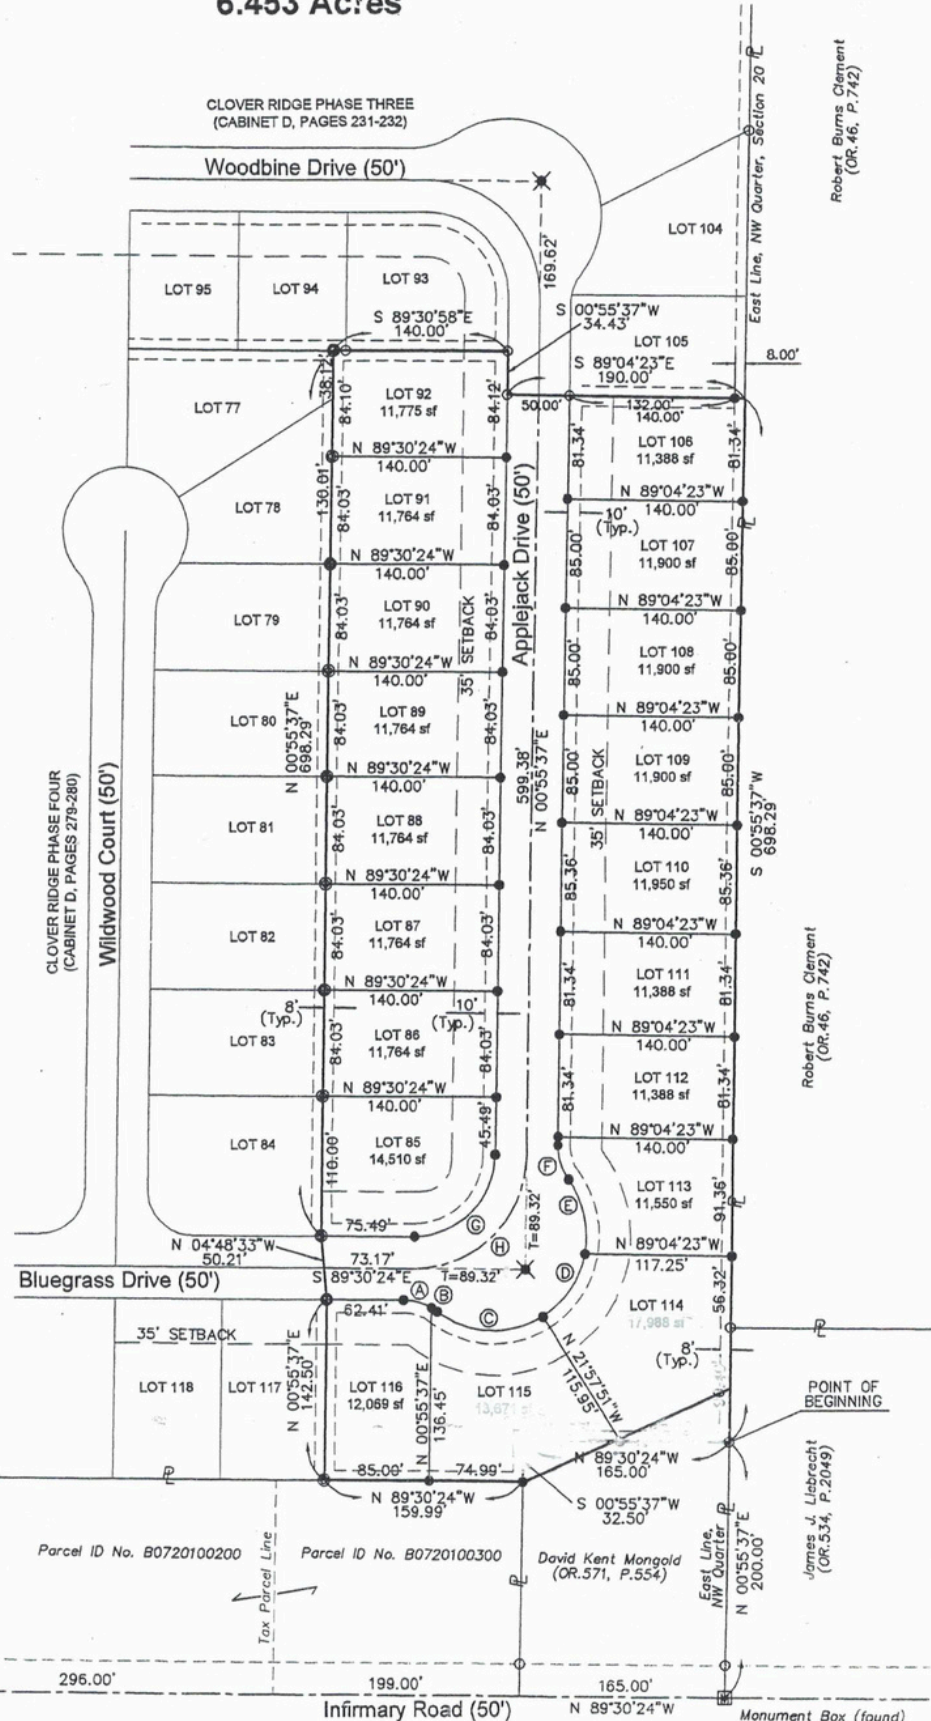 6.453 Acres
CLOVER RIDGE PHASE THREE
(CABINET D, PAGES 231-232)
Woodbine Drive (50')
Robert Burns Clement
(OR.46, P.742)
East Line, NW Quarter, Section 20
PL
169.62'
LOT 104
LOT 95
LOT 94
LOT 93
S 89°30'58"E
140.00'
S 00°55'37"W
34.43'
LOT 105
S 89°04'23"E
190.00'
8.00'
50.00'
132.00'
140.00'
38.12'
84.10'
LOT 92
11,775 sf
84.12'
LOT 77
N 89°30'24"W
140.00'
81.34'
LOT 106
11,388 sf
81.34'
N 89°04'23"W
140.00'
130.01'
LOT 78
84.03'
LOT 91
11,764 sf
84.03'
N 89°30'24"W
140.00'
Applejack Drive (50')
10'
(Typ.)
PL
85.00'
LOT 107
11,900 sf
85.00'
N 89°04'23"W
140.00'
LOT 79
84.03'
LOT 90
11,764 sf
84.03'
35' SETBACK
N 89°30'24"W
140.00'
85.00'
LOT 108
11,900 sf
85.00'
N 89°04'23"W
140.00'
LOT 80
N 00°55'37"E
698.29'
84.03'
LOT 89
11,764 sf
84.03'
N 89°30'24"W
140.00'
599.38'
N 00°55'37"E
85.00'
35' SETBACK
LOT 109
11,900 sf
85.00'
N 89°04'23"W
140.00'
S 00°55'37"W
698.29'
CLOVER RIDGE PHASE FOUR
(CABINET D, PAGES 279-280)
Wildwood Court (50')
LOT 81
84.03'
LOT 88
11,764 sf
84.03'
N 89°30'24"W
140.00'
85.36'
LOT 110
11,950 sf
85.36'
N 89°04'23"W
140.00'
LOT 82
84.03'
LOT 87
11,764 sf
84.03'
N 89°30'24"W
140.00'
81.34'
LOT 111
11,388 sf
81.34'
N 89°04'23"W
140.00'
Robert Burns Clement
(OR.46, P.742)
8'
(Typ.)
10'
(Typ.)
LOT 83
84.03'
LOT 86
11,764 sf
84.03'
N 89°30'24"W
140.00'
81.34'
LOT 112
11,388 sf
81.34'
N 89°04'23"W
140.00'
LOT 84
110.00'
LOT 85
14,510 sf
45.49'
F
E
LOT 113
11,550 sf
91.36'
PL
75.49'
G
H
T=89.32'
N 89°04'23"W
117.25'
N 04°48'33"W
50.21'
73.17'
S 89°30'24"E
T=89.32'
D
Bluegrass Drive (50')
62.41'
A
B
C
LOT 114
17,988 sf
56.32'
PL
8'
(Typ.)
35' SETBACK
N 21°57'51"W
115.95'
LOT 118
LOT 117
N 00°55'37"E
142.50'
LOT 116
12,069 sf
N 00°55'37"E
136.45'
LOT 115
POINT OF
BEGINNING
N 89°30'24"W
165.00'
PL
85.00'
74.99'
N 89°30'24"W
159.99'
S 00°55'37"W
32.50'
PL
James J. Liebrecht
(OR.534, P.2049)
Parcel ID No. B0720100200
Tax Parcel Line
Parcel ID No. B0720100300
David Kent Mongold
(OR.571, P.554)
PL
East Line,
NW Quarter
N 00°55'37"E
200.00'
296.00'
199.00'
165.00'
Infirmary Road (50')
N 89°30'24"W
Monument Box (found)